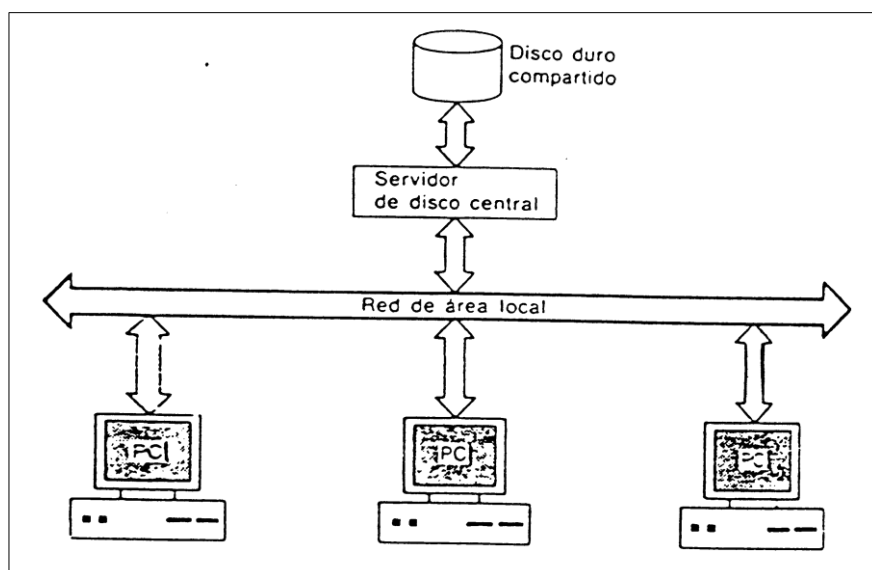 Disco duro
compartido
Servidor
de disco central
Red de área local
PC
PC
PC